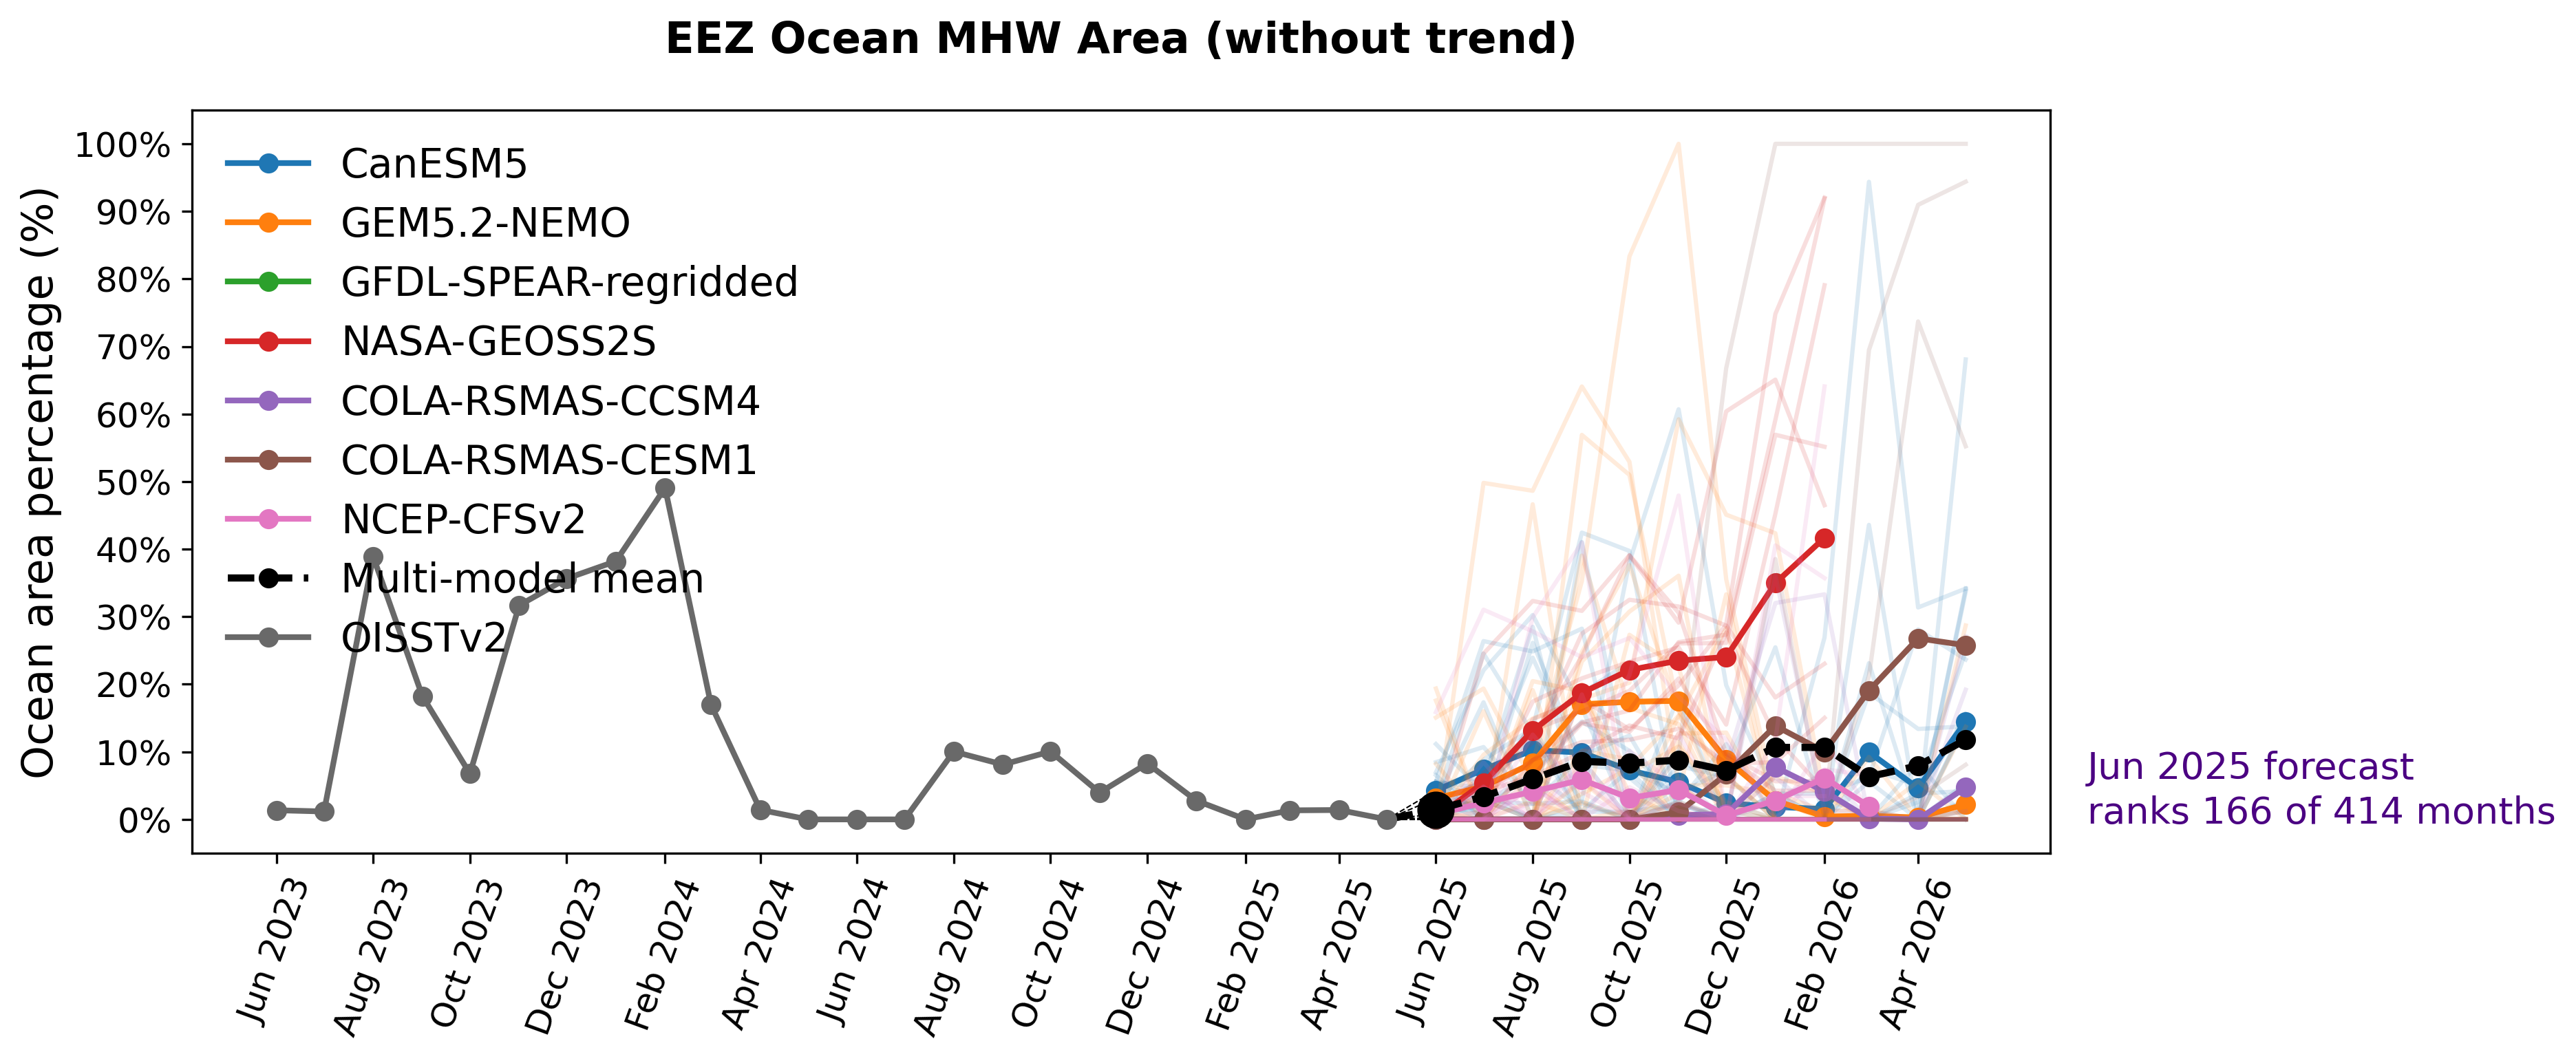 EEZ Ocean MHW Area (without trend)
Ocean area percentage (%)
100%
90%
80%
70%
60%
50%
40%
30%
20%
10%
0%
CanESM5
GEM5.2-NEMO
GFDL-SPEAR-regridded
NASA-GEOSS2S
COLA-RSMAS-CCSM4
COLA-RSMAS-CESM1
NCEP-CFSv2
Multi-model mean
OISSTv2
Jun 2023
Aug 2023
Oct 2023
Dec 2023
Feb 2024
Apr 2024
Jun 2024
Aug 2024
Oct 2024
Dec 2024
Feb 2025
Apr 2025
Jun 2025
Aug 2025
Oct 2025
Dec 2025
Feb 2026
Apr 2026
Jun 2025 forecast
ranks 166 of 414 months